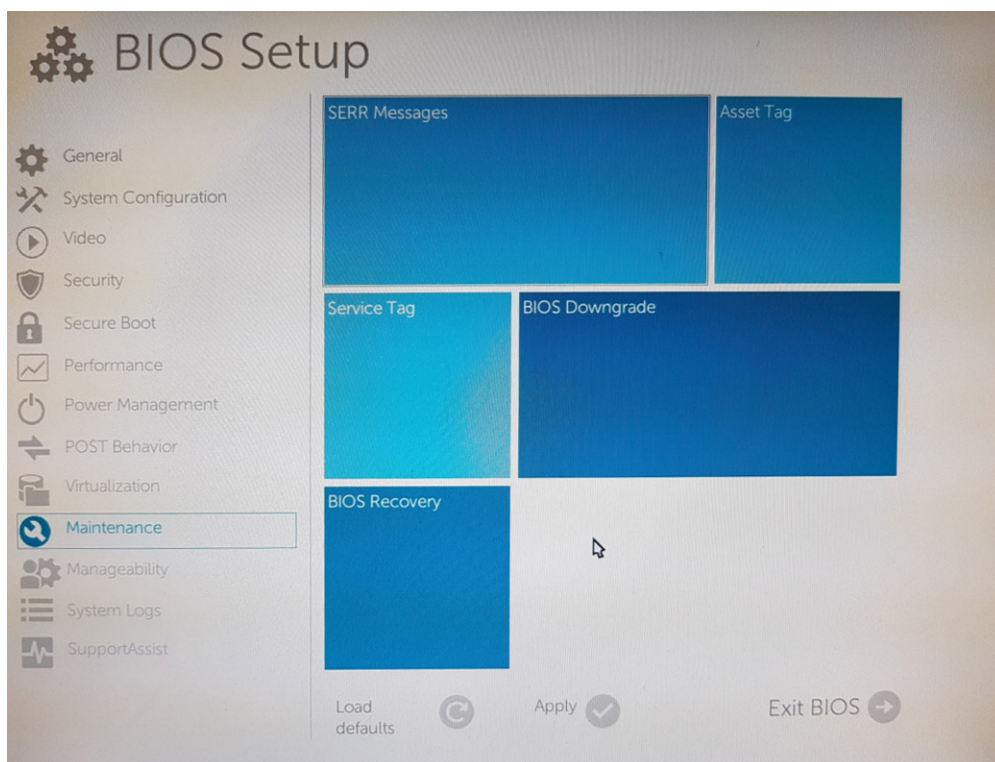 BIOS Setup
General
System Configuration
Video
Security
Secure Boot
Performance
Power Management
POST Behavior
Virtualization
Maintenance
Manageability
System Logs
SupportAssist
SERR Messages
Asset Tag
Service Tag
BIOS Downgrade
BIOS Recovery
Load
defaults
Apply
Exit BIOS